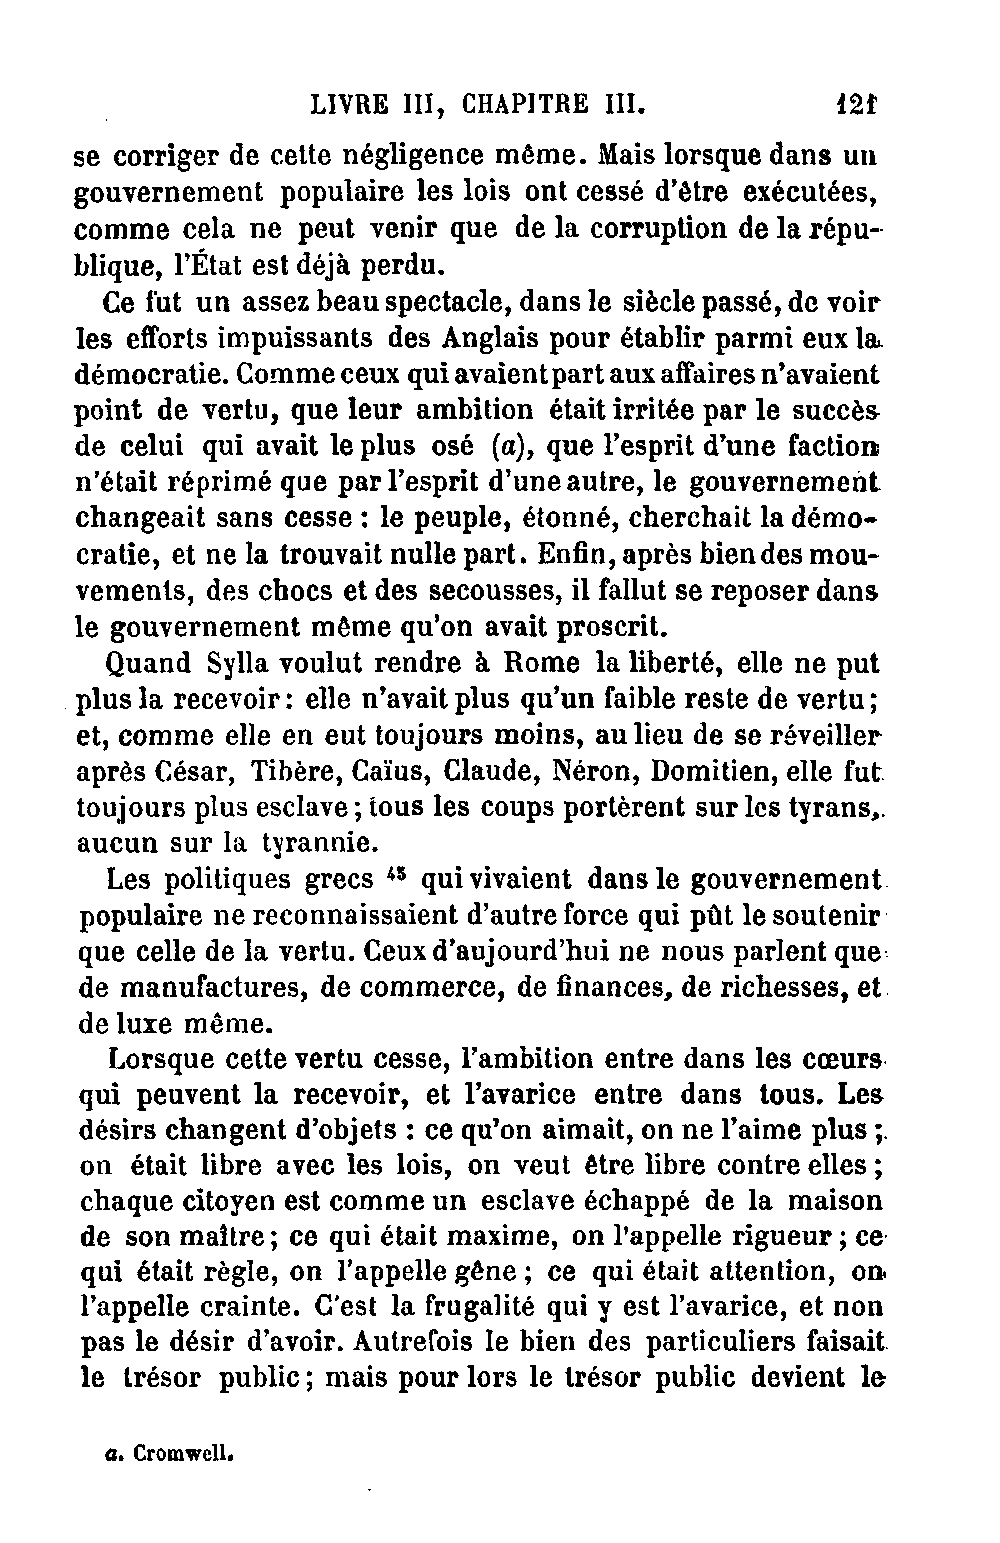 LIVRE III, CHAPITRE III. 121
se corriger de cette négligence même. Mais lorsque dans un
gouvernement populaire les lois ont cessé d'être exécutées,
comme cela ne peut venir que de la corruption de la répu-
blique, l'État est déjà perdu.
Ce fut un assez beau spectacle, dans le siècle passé, de voir
les efforts impuissants des Anglais pour établir parmi eux la
démocratie. Comme ceux qui avaient part aux affaires n'avaient
point de vertu, que leur ambition était irritée par le succès
de celui qui avait le plus osé (a), que l'esprit d'une faction
n'était réprimé que par l'esprit d'une autre, le gouvernement
changeait sans cesse : le peuple, étonné, cherchait la démo-
cratie, et ne la trouvait nulle part. Enfin, après bien des mou-
vements, des chocs et des secousses, il fallut se reposer dans
le gouvernement même qu'on avait proscrit.
Quand Sylla voulut rendre à Rome la liberté, elle ne put
plus la recevoir : elle n'avait plus qu'un faible reste de vertu ;
et, comme elle en eut toujours moins, au lieu de se réveiller
après César, Tibère, Caïus, Claude, Néron, Domitien, elle fut
toujours plus esclave ; tous les coups portèrent sur les tyrans,
aucun sur la tyrannie.
Les politiques grecs 45 qui vivaient dans le gouvernement
populaire ne reconnaissaient d'autre force qui pût le soutenir
que celle de la vertu. Ceux d'aujourd'hui ne nous parlent que
de manufactures, de commerce, de finances, de richesses, et
de luxe même.
Lorsque cette vertu cesse, l'ambition entre dans les cœurs
qui peuvent la recevoir, et l'avarice entre dans tous. Les
désirs changent d'objets : ce qu'on aimait, on ne l'aime plus ;
on était libre avec les lois, on veut être libre contre elles ;
chaque citoyen est comme un esclave échappé de la maison
de son maître ; ce qui était maxime, on l'appelle rigueur ; ce
qui était règle, on l'appelle gêne ; ce qui était attention, on
l'appelle crainte. C'est la frugalité qui y est l'avarice, et non
pas le désir d'avoir. Autrefois le bien des particuliers faisait
le trésor public ; mais pour lors le trésor public devient le
a. Cromwell.